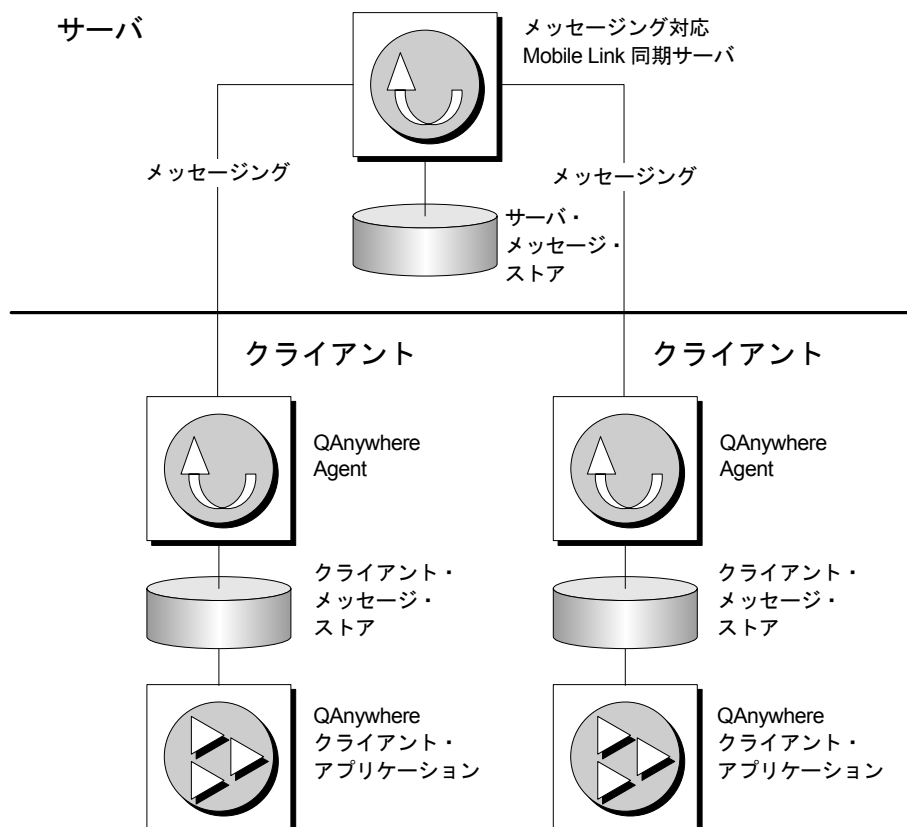 サーバ
メッセージング対応
Mobile Link 同期サーバ
メッセージング
メッセージング
サーバ・
メッセージ・
ストア
クライアント
クライアント
QAnywhere
Agent
QAnywhere
Agent
クライアント・
メッセージ・
ストア
クライアント・
メッセージ・
ストア
QAnywhere
クライアント・
アプリケーション
QAnywhere
クライアント・
アプリケーション